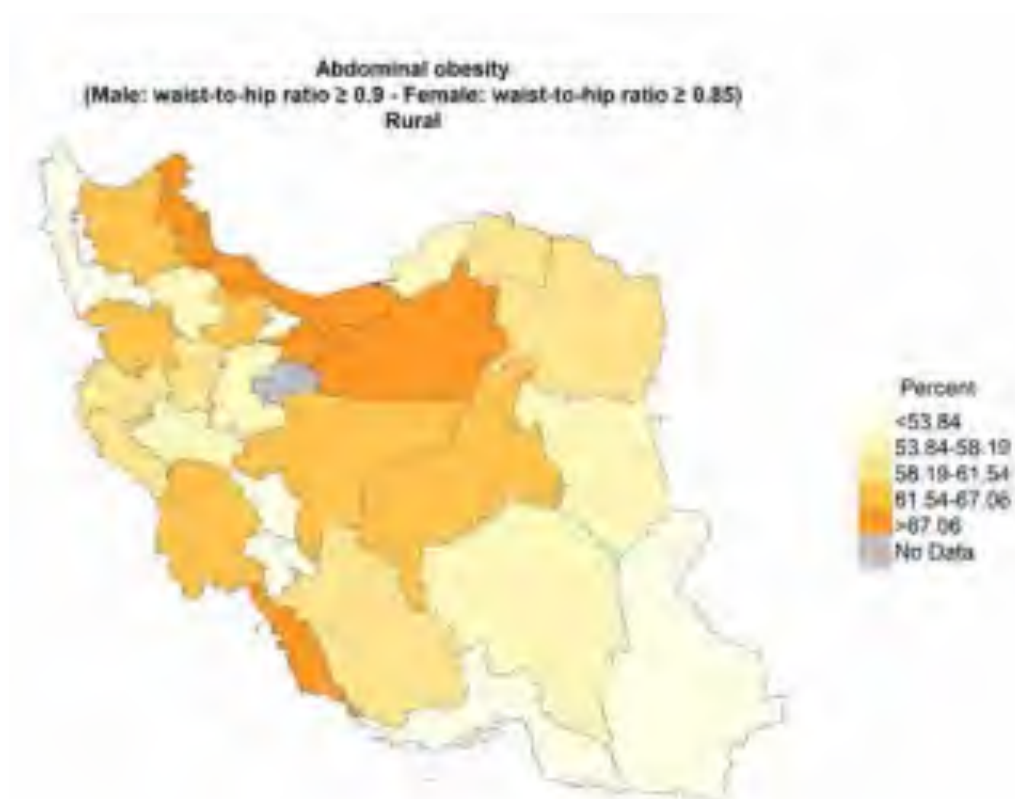 Abdominal obesity
(Male: waist-to-hip ratio ≥ 0.9 - Female: waist-to-hip ratio ≥ 0.85)
Rural
Percent
<53.84
53.84-58.19
58.19-61.54
61.54-67.06
>67.06
No Data